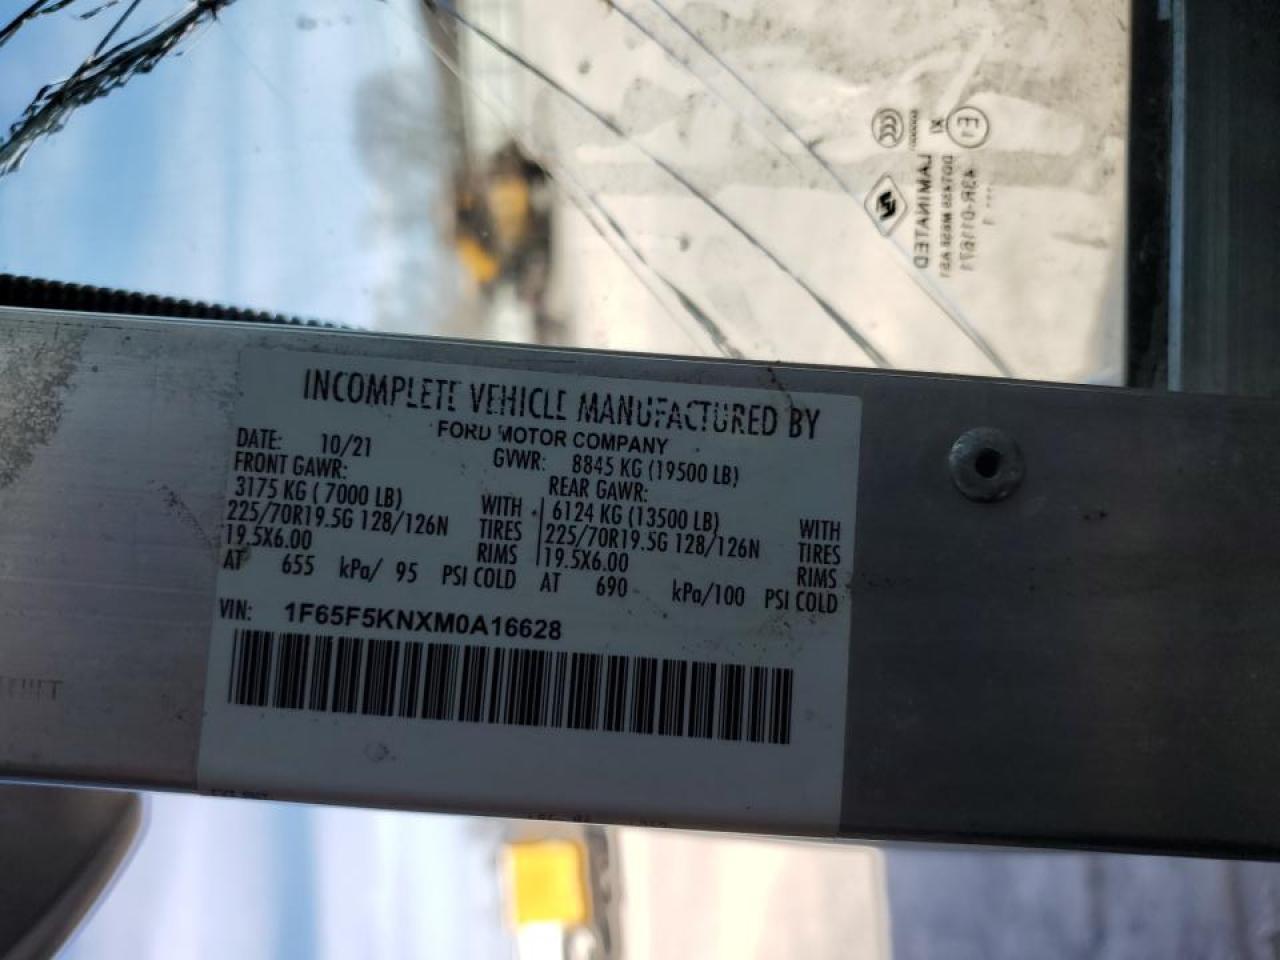 INCOMPLETE VEHICLE MANUFACTURED BY
FORD MOTOR COMPANY
DATE: 10/21 GVWR: 8845 KG (19500 LB)
FRONT GAWR: REAR GAWR:
3175 KG ( 7000 LB) WITH 6124 KG (13500 LB) WITH
225/70R19.5G 128/126N TIRES 225/70R19.5G 128/126N TIRES
19.5X6.00 RIMS 19.5X6.00 RIMS
AT 655 kPa/ 95 PSI COLD AT 690 kPa/100 PSI COLD
VIN: 1F65F5KNXM0A16628
E1
LAMINATED